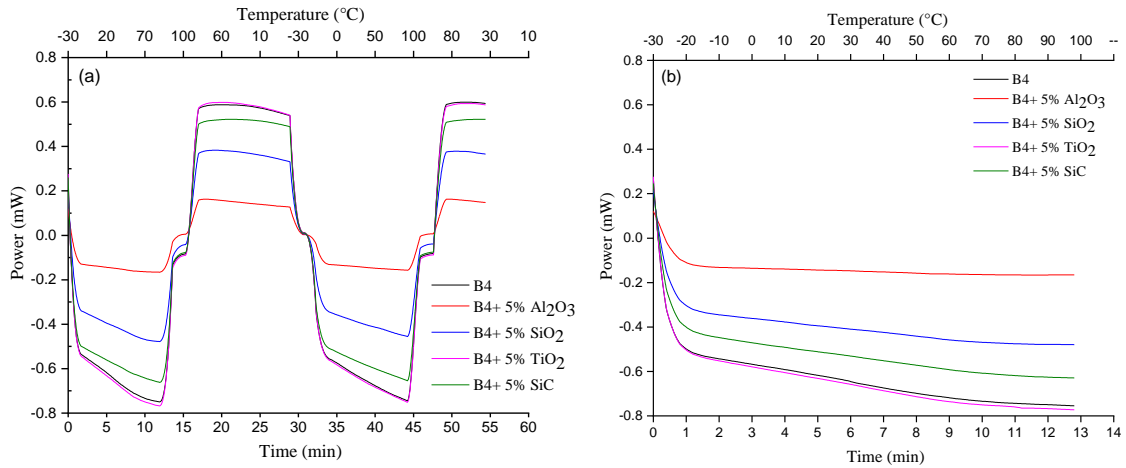 Temperature (°C)
-30 20 70 100 60 10 -30 0 50 100 80 30 10
(a)
0.8
0.6
0.4
0.2
0.0
-0.2
-0.4
-0.6
-0.8
Power (mW)
B4
B4+ 5% Al₂O₃
B4+ 5% SiO₂
B4+ 5% TiO₂
B4+ 5% SiC
0 5 10 15 20 25 30 35 40 45 50 55 60
Time (min)
Temperature (°C)
-30 -20 -10 0 10 20 30 40 50 60 70 80 90 100 --
(b)
0.8
0.6
0.4
0.2
0.0
-0.2
-0.4
-0.6
-0.8
Power (mW)
B4
B4+ 5% Al₂O₃
B4+ 5% SiO₂
B4+ 5% TiO₂
B4+ 5% SiC
0 1 2 3 4 5 6 7 8 9 10 11 12 13 14
Time (min)